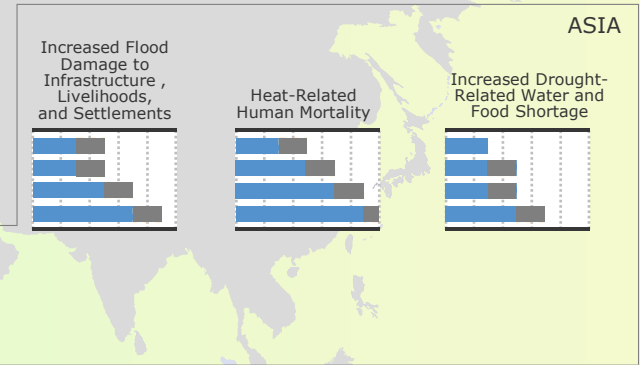 ASIA
Increased Flood
Damage to
Infrastructure ,
Livelihoods,
and Settlements
Heat-Related
Human Mortality
Increased Drought-
Related Water and
Food Shortage